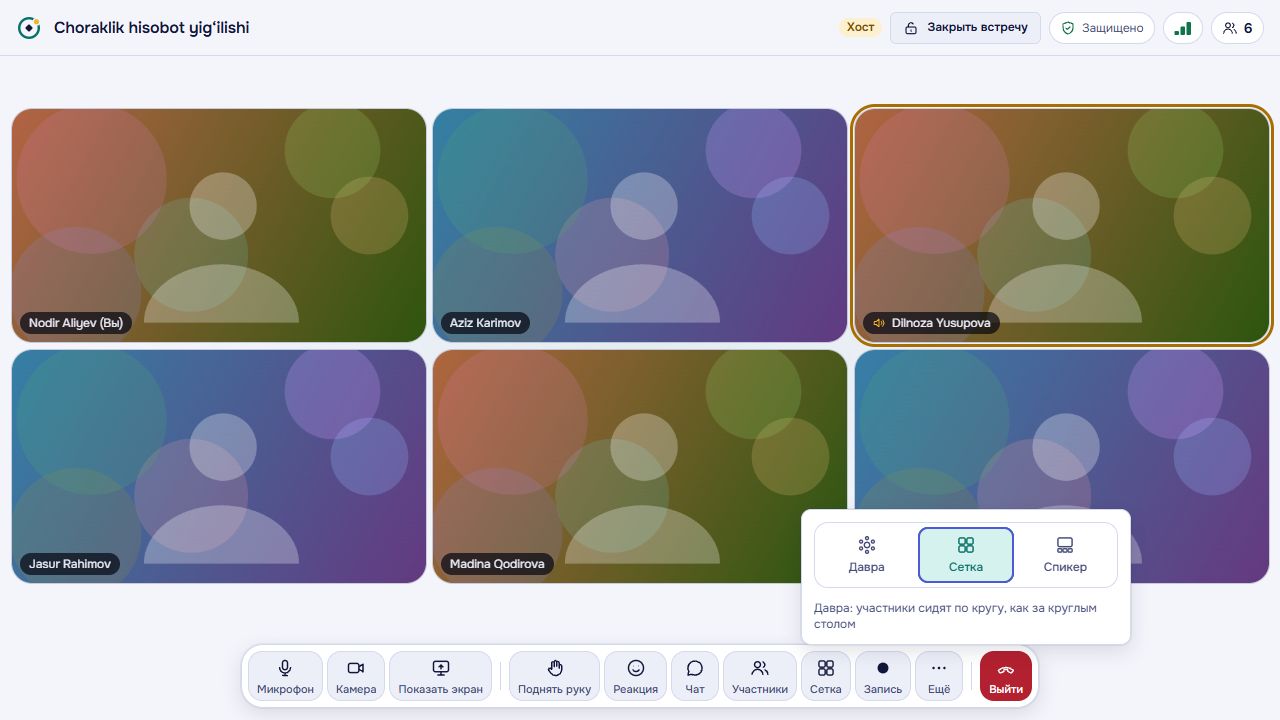 Choraklik hisobot yigʻilishi
Хост
Закрыть встречу
Защищено
6
Nodir Aliyev (Вы)
Aziz Karimov
Dilnoza Yusupova
Jasur Rahimov
Madina Qodirova
Давра
Сетка
Спикер
Давра: участники сидят по кругу, как за круглым
столом
Микрофон
Камера
Показать экран
Поднять руку
Реакция
Чат
Участники
Сетка
Запись
Ещё
Выйти